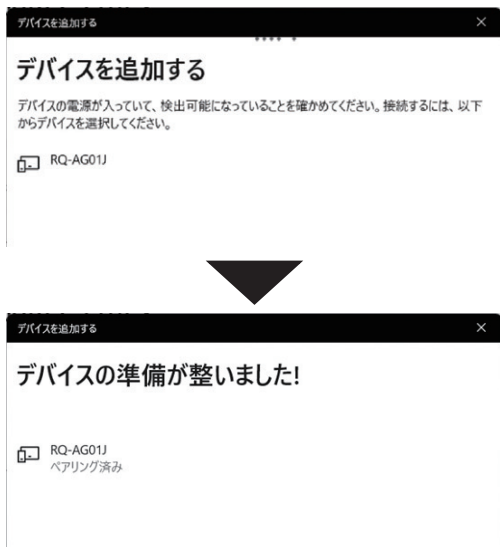 デバイスを追加する
デバイスを追加する
デバイスの電源が入っていて、検出可能になっていることを確かめてください。接続するには、以下
からデバイスを選択してください。
RQ-AG01J
デバイスを追加する
デバイスの準備が整いました!
RQ-AG01J
ペアリング済み